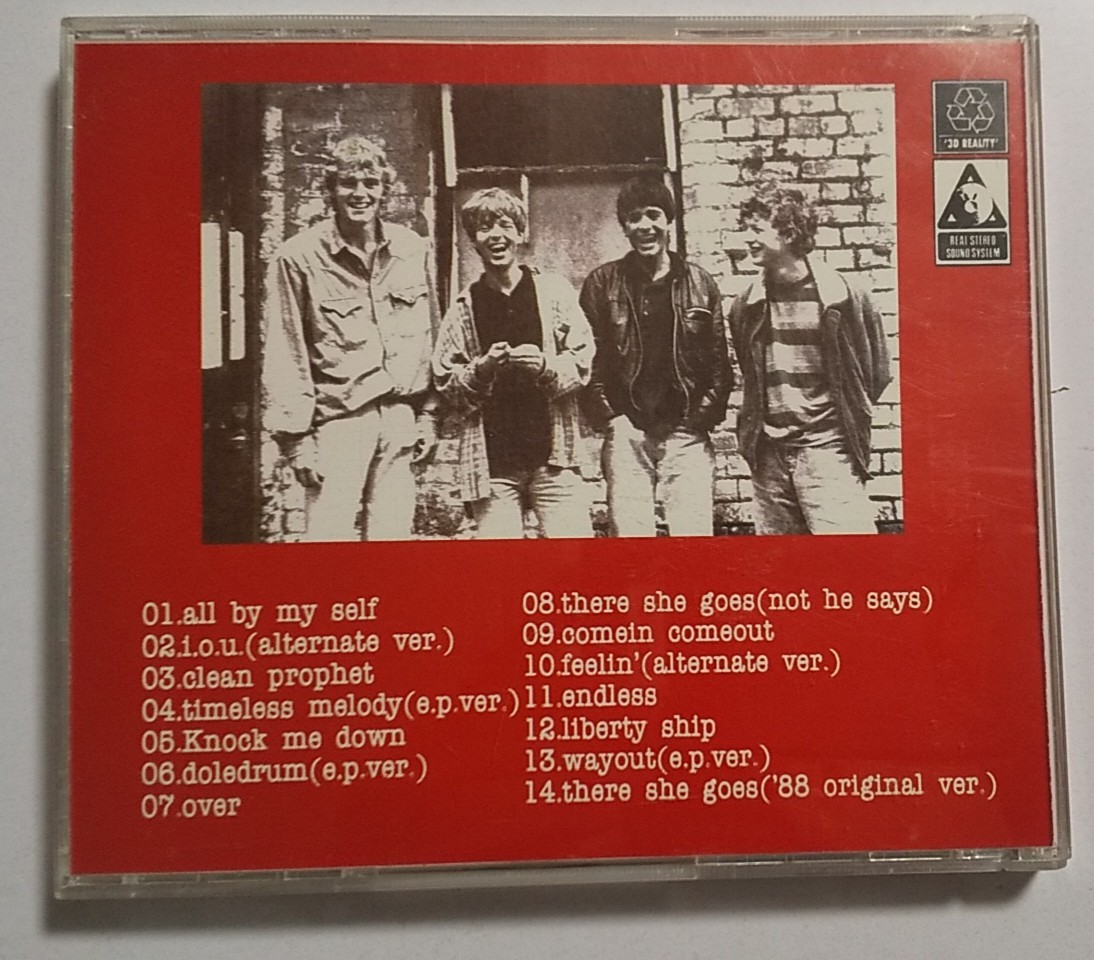 '3D REALITY'
REAL STEREO
SOUND SYSTEM
01.all by my self
02.i.o.u.(alternate ver.)
03.clean prophet
04.timeless melody(e.p.ver.)
05.Knock me down
06.doledrum(e.p.ver.)
07.over
08.there she goes(not he says)
09.comein comeout
10.feelin'(alternate ver.)
11.endless
12.liberty ship
13.wayout(e.p.ver.)
14.there she goes('88 original ver.)